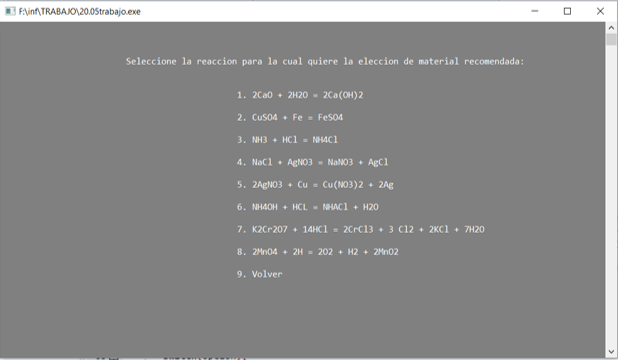 F:\inf\TRABAJO\20.05trabajo.exe
Seleccione la reaccion para la cual quiere la eleccion de material recomendada:
1. 2CaO + 2H2O = 2Ca(OH)2
2. CuSO4 + Fe = FeSO4
3. NH3 + HCl = NH4Cl
4. NaCl + AgNO3 = NaNO3 + AgCl
5. 2AgNO3 + Cu = Cu(NO3)2 + 2Ag
6. NH4OH + HCL = NHACl + H2O
7. K2Cr2O7 + 14HCl = 2CrCl3 + 3 Cl2 + 2KCl + 7H2O
8. 2MnO4 + 2H = 2O2 + H2 + 2MnO2
9. Volver